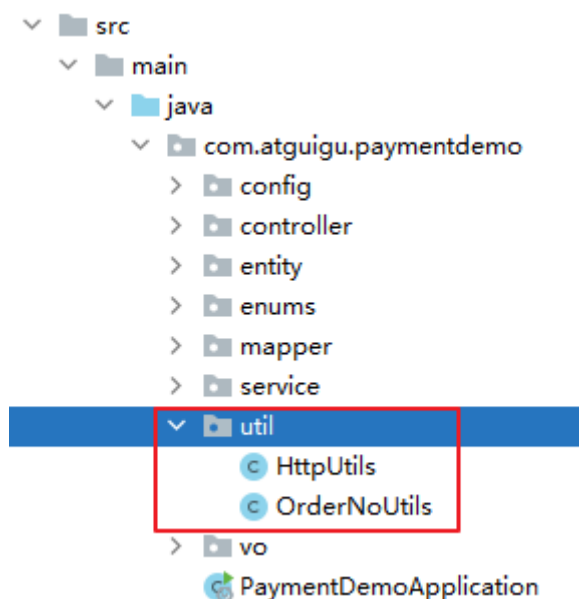 src
main
java
com.atguigu.paymentdemo
config
controller
entity
enums
mapper
service
util
C HttpUtils
C OrderNoUtils
vo
PaymentDemoApplication